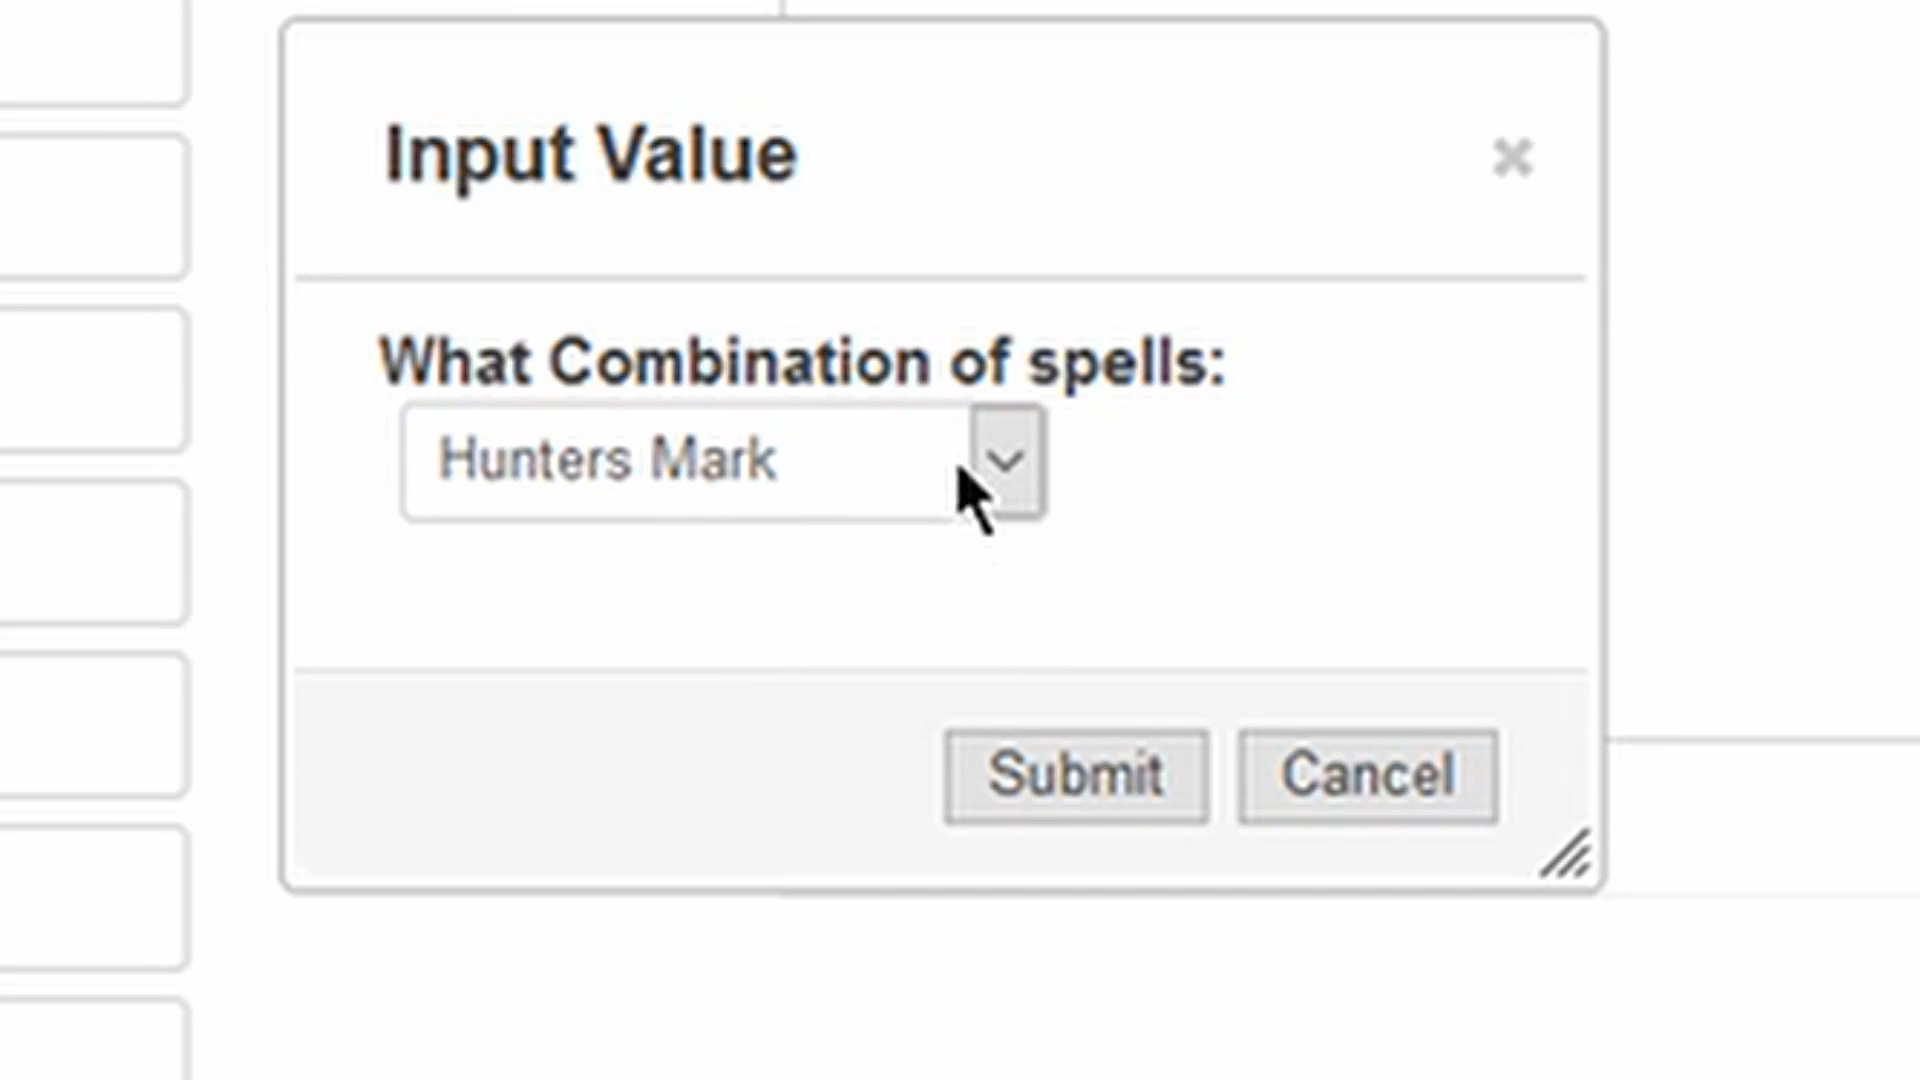 Input Value
What Combination of spells:
Hunters Mark
Submit Cancel